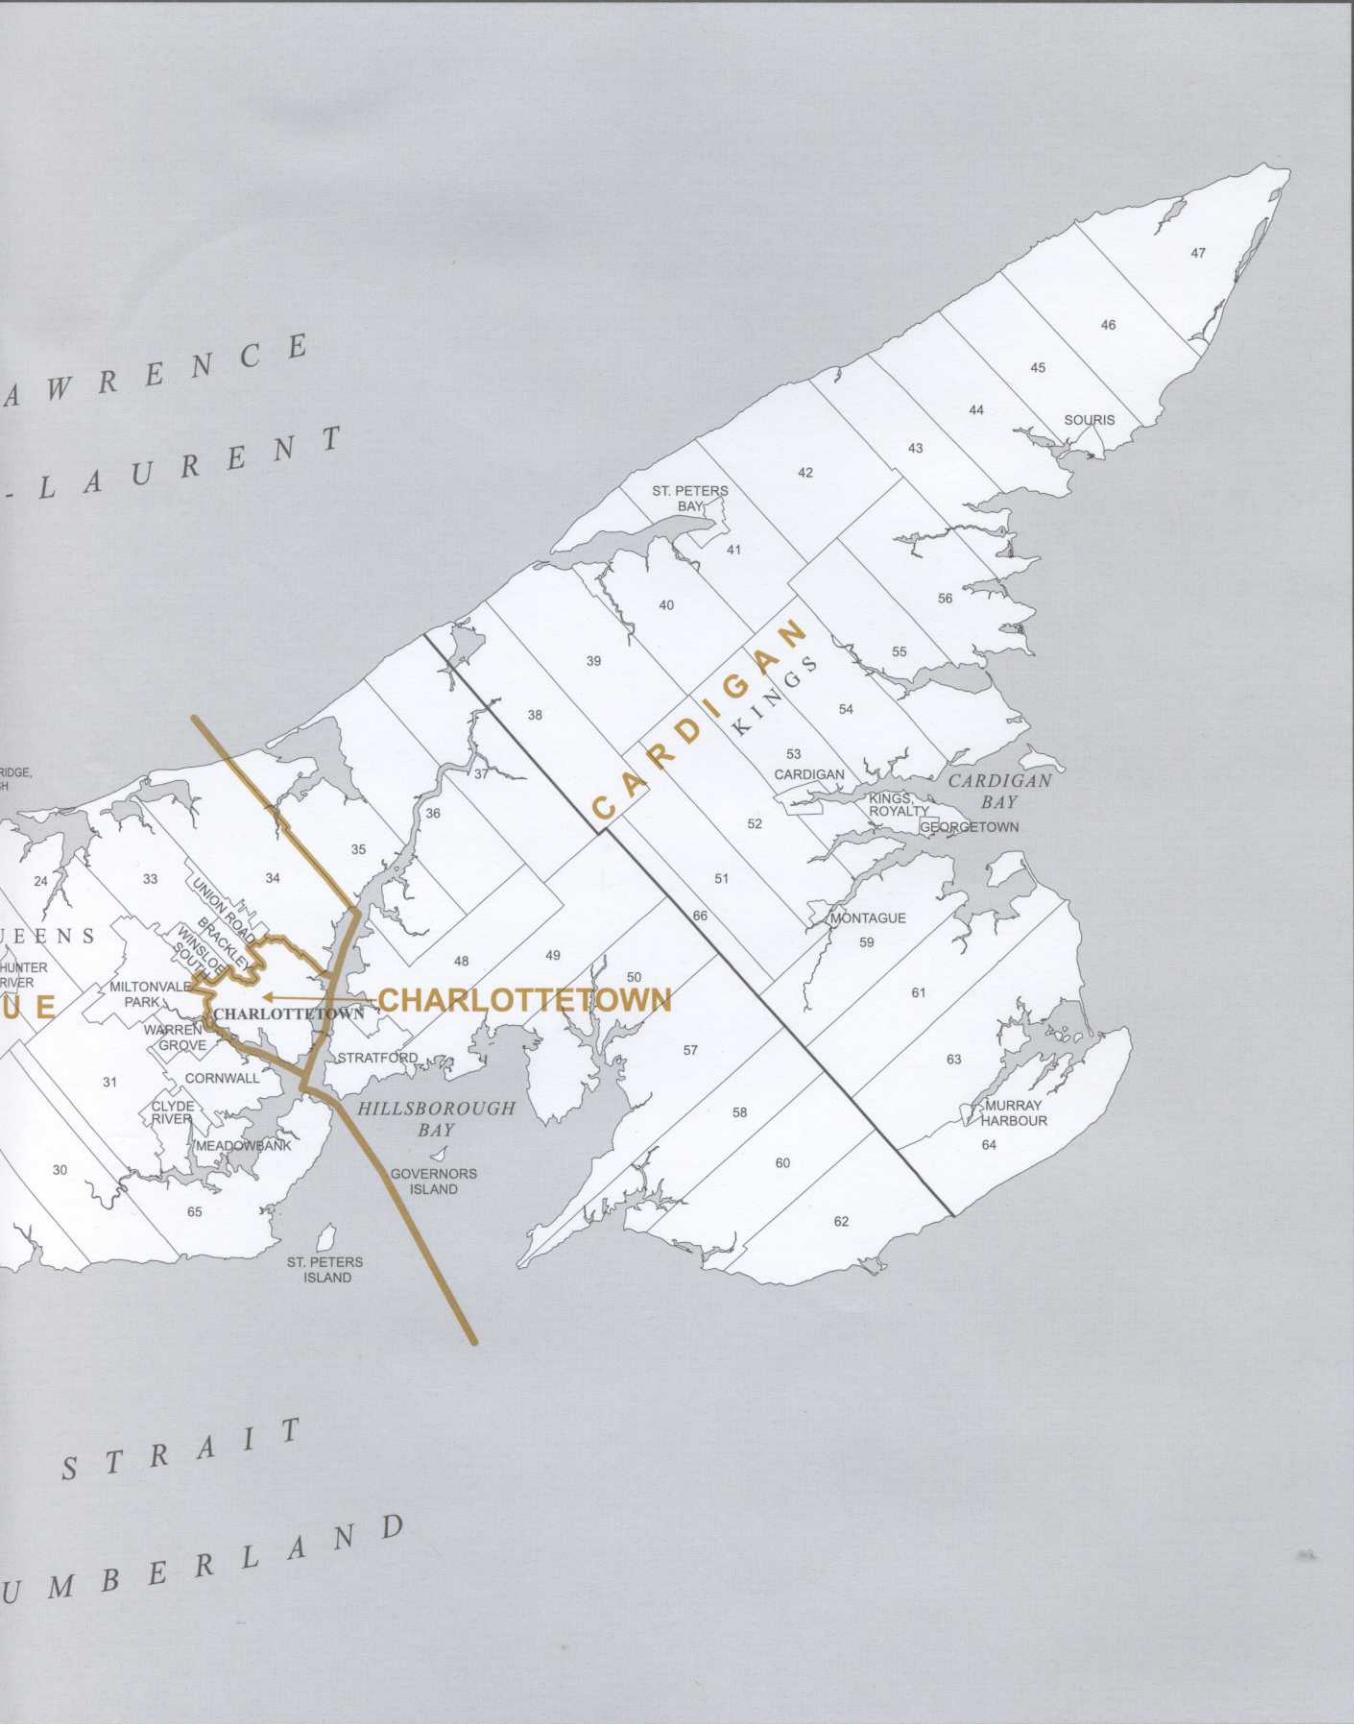 AWRENCE
-LAURENT
47
46
45
44
SOURIS
43
42
ST. PETERS
BAY
41
40
56
39
55
CARDIGAN
KINGS
54
38
53
CARDIGAN
CARDIGAN
BAY
37
KINGS,
ROYALTY
GEORGETOWN
36
52
35
51
34
33
24
UNION ROAD
BRACKLEY
WINSLOE
SOUTH
66
MONTAGUE
59
RIDGE,
UEENS
HUNTER
RIVER
48
49
50
61
MILTONVALE
PARK
UE
CHARLOTTETOWN
CHARLOTTETOWN
WARREN
GROVE
STRATFORD
57
63
31
CORNWALL
CLYDE
RIVER
HILLSBOROUGH
BAY
58
MURRAY
HARBOUR
64
MEADOWBANK
30
GOVERNORS
ISLAND
60
65
62
ST. PETERS
ISLAND
STRAIT
UMBERLAND